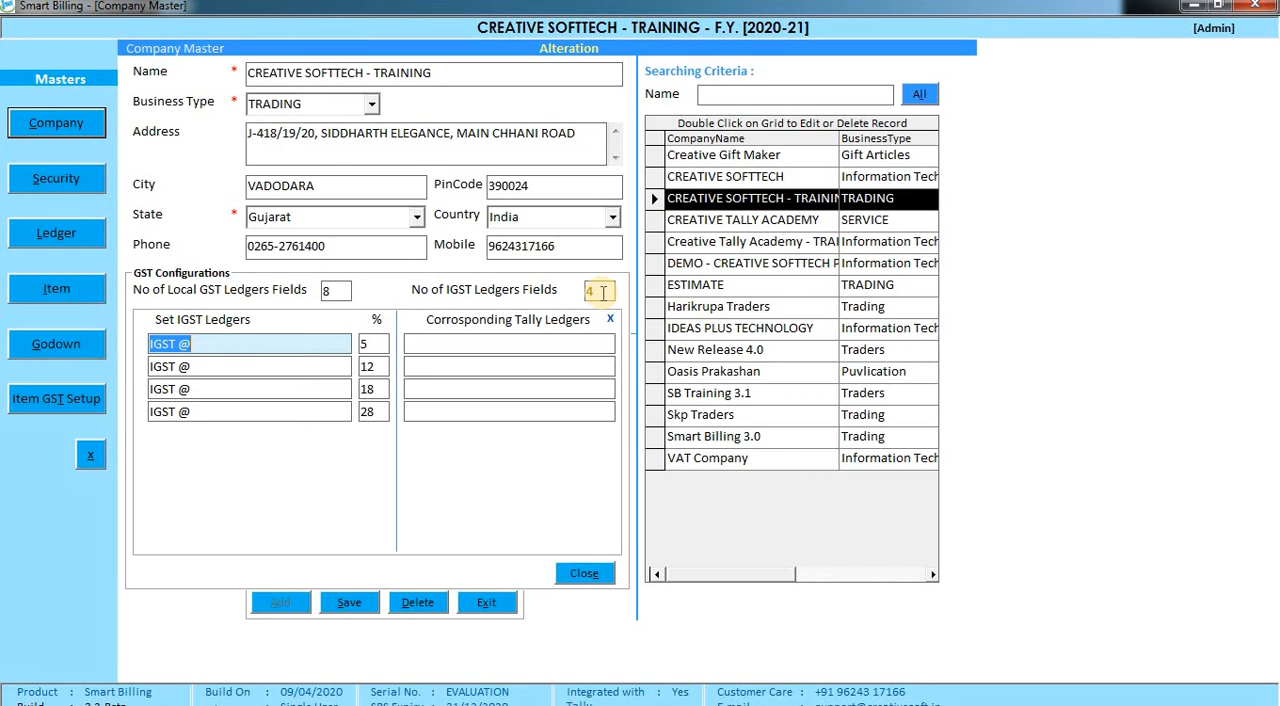 Smart Billing - [Company Master]
CREATIVE SOFTTECH - TRAINING - F.Y. [2020-21]
[Admin]
Masters
Company
Security
Ledger
Item
Godown
Item GST Setup
x
Company Master
Alteration
Name * CREATIVE SOFTTECH - TRAINING
Business Type * TRADING
Address J-418/19/20, SIDDHARTH ELEGANCE, MAIN CHHANI ROAD
City VADODARA PinCode 390024
State * Gujarat Country India
Phone 0265-2761400 Mobile 9624317166
GST Configurations
No of Local GST Ledgers Fields 8 No of IGST Ledgers Fields 4
Set IGST Ledgers % Corrosponding Tally Ledgers X
IGST @ 5
IGST @ 12
IGST @ 18
IGST @ 28
Close
Add Save Delete Exit
Searching Criteria :
Name All
Double Click on Grid to Edit or Delete Record
CompanyName BusinessType
Creative Gift Maker Gift Articles
CREATIVE SOFTTECH Information Tech
CREATIVE SOFTTECH - TRAININ TRADING
CREATIVE TALLY ACADEMY SERVICE
Creative Tally Academy - TRAI Information Tech
DEMO - CREATIVE SOFTTECH P Information Tech
ESTIMATE TRADING
Harikrupa Traders Trading
IDEAS PLUS TECHNOLOGY Information Tech
New Release 4.0 Traders
Oasis Prakashan Puvlication
SB Training 3.1 Traders
Skp Traders Trading
Smart Billing 3.0 Trading
VAT Company Information Tech
Product : Smart Billing Build On : 09/04/2020 Serial No. : EVALUATION Integrated with : Yes Customer Care : +91 96243 17166